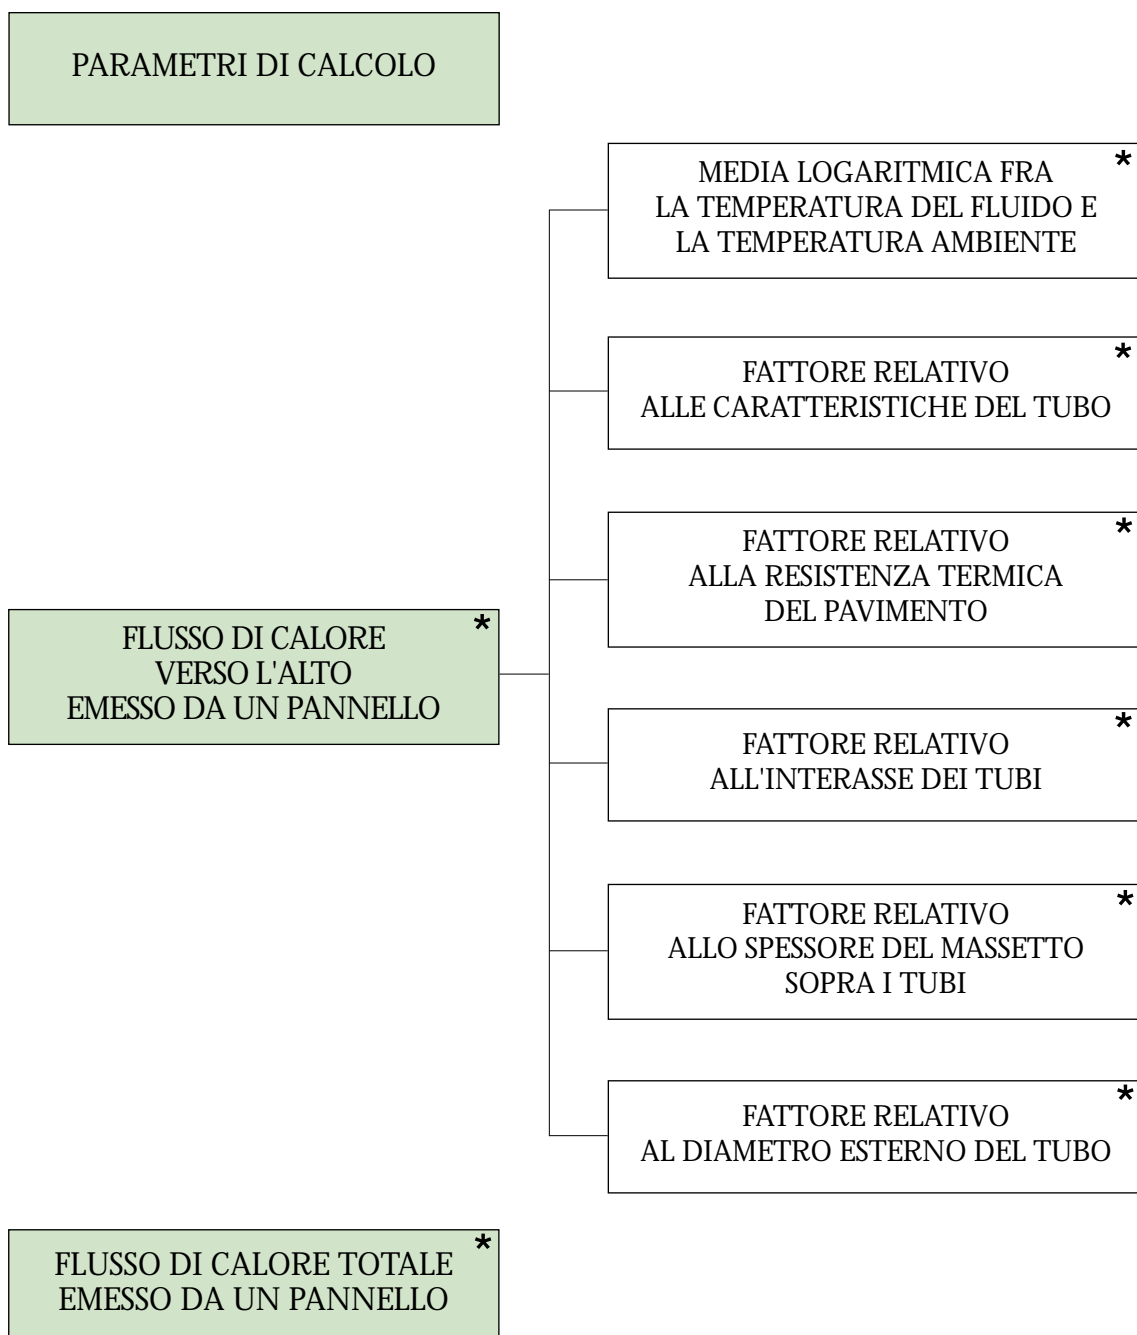 PARAMETRI DI CALCOLO
MEDIA LOGARITMICA FRA *
LA TEMPERATURA DEL FLUIDO E
LA TEMPERATURA AMBIENTE
FATTORE RELATIVO *
ALLE CARATTERISTICHE DEL TUBO
FATTORE RELATIVO *
ALLA RESISTENZA TERMICA
DEL PAVIMENTO
FLUSSO DI CALORE *
VERSO L'ALTO
EMESSO DA UN PANNELLO
FATTORE RELATIVO *
ALL'INTERASSE DEI TUBI
FATTORE RELATIVO *
ALLO SPESSORE DEL MASSETTO
SOPRA I TUBI
FATTORE RELATIVO *
AL DIAMETRO ESTERNO DEL TUBO
FLUSSO DI CALORE TOTALE *
EMESSO DA UN PANNELLO